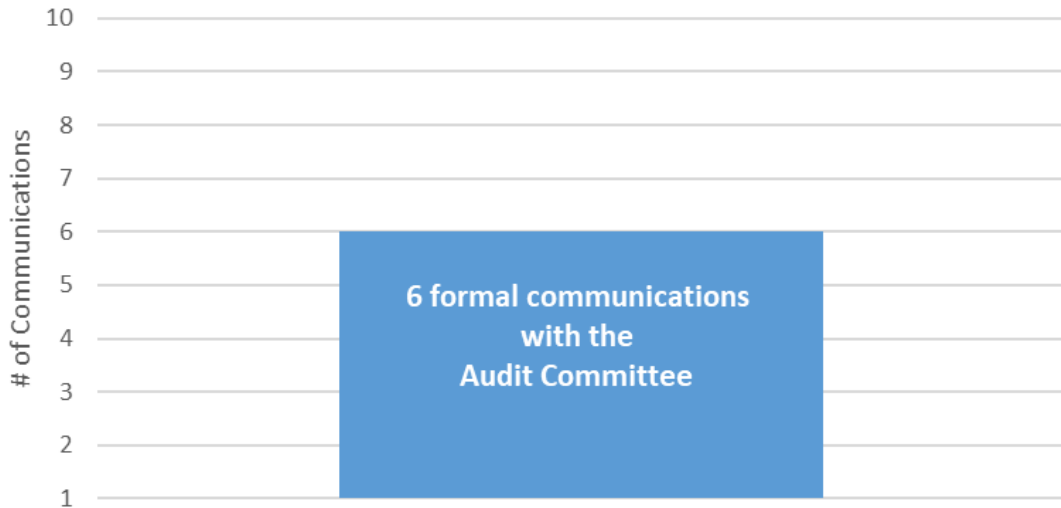 # of Communications
10
9
8
7
6
5
4
3
2
1
6 formal communications
with the
Audit Committee